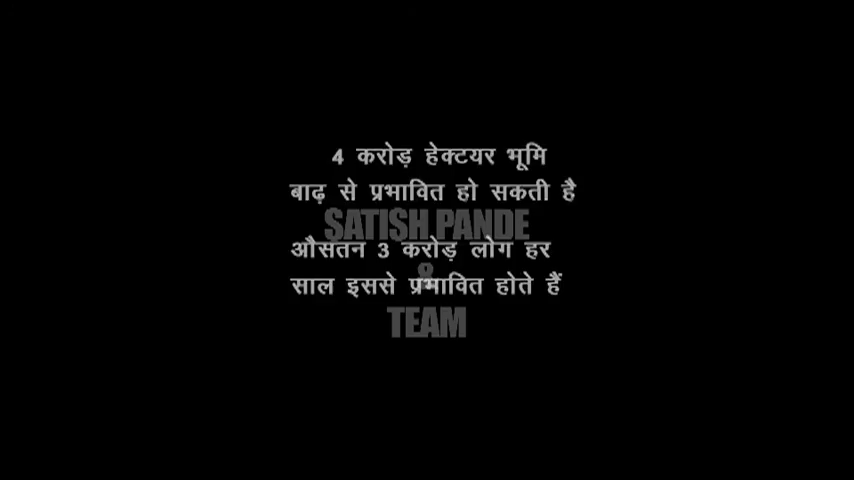 4 करोड़ हेक्टयर भूमि
बाढ़ से प्रभावित हो सकती है
SATISH PANDE
औसतन 3 करोड़ लोग हर
&
साल इससे प्रभावित होते हैं
TEAM